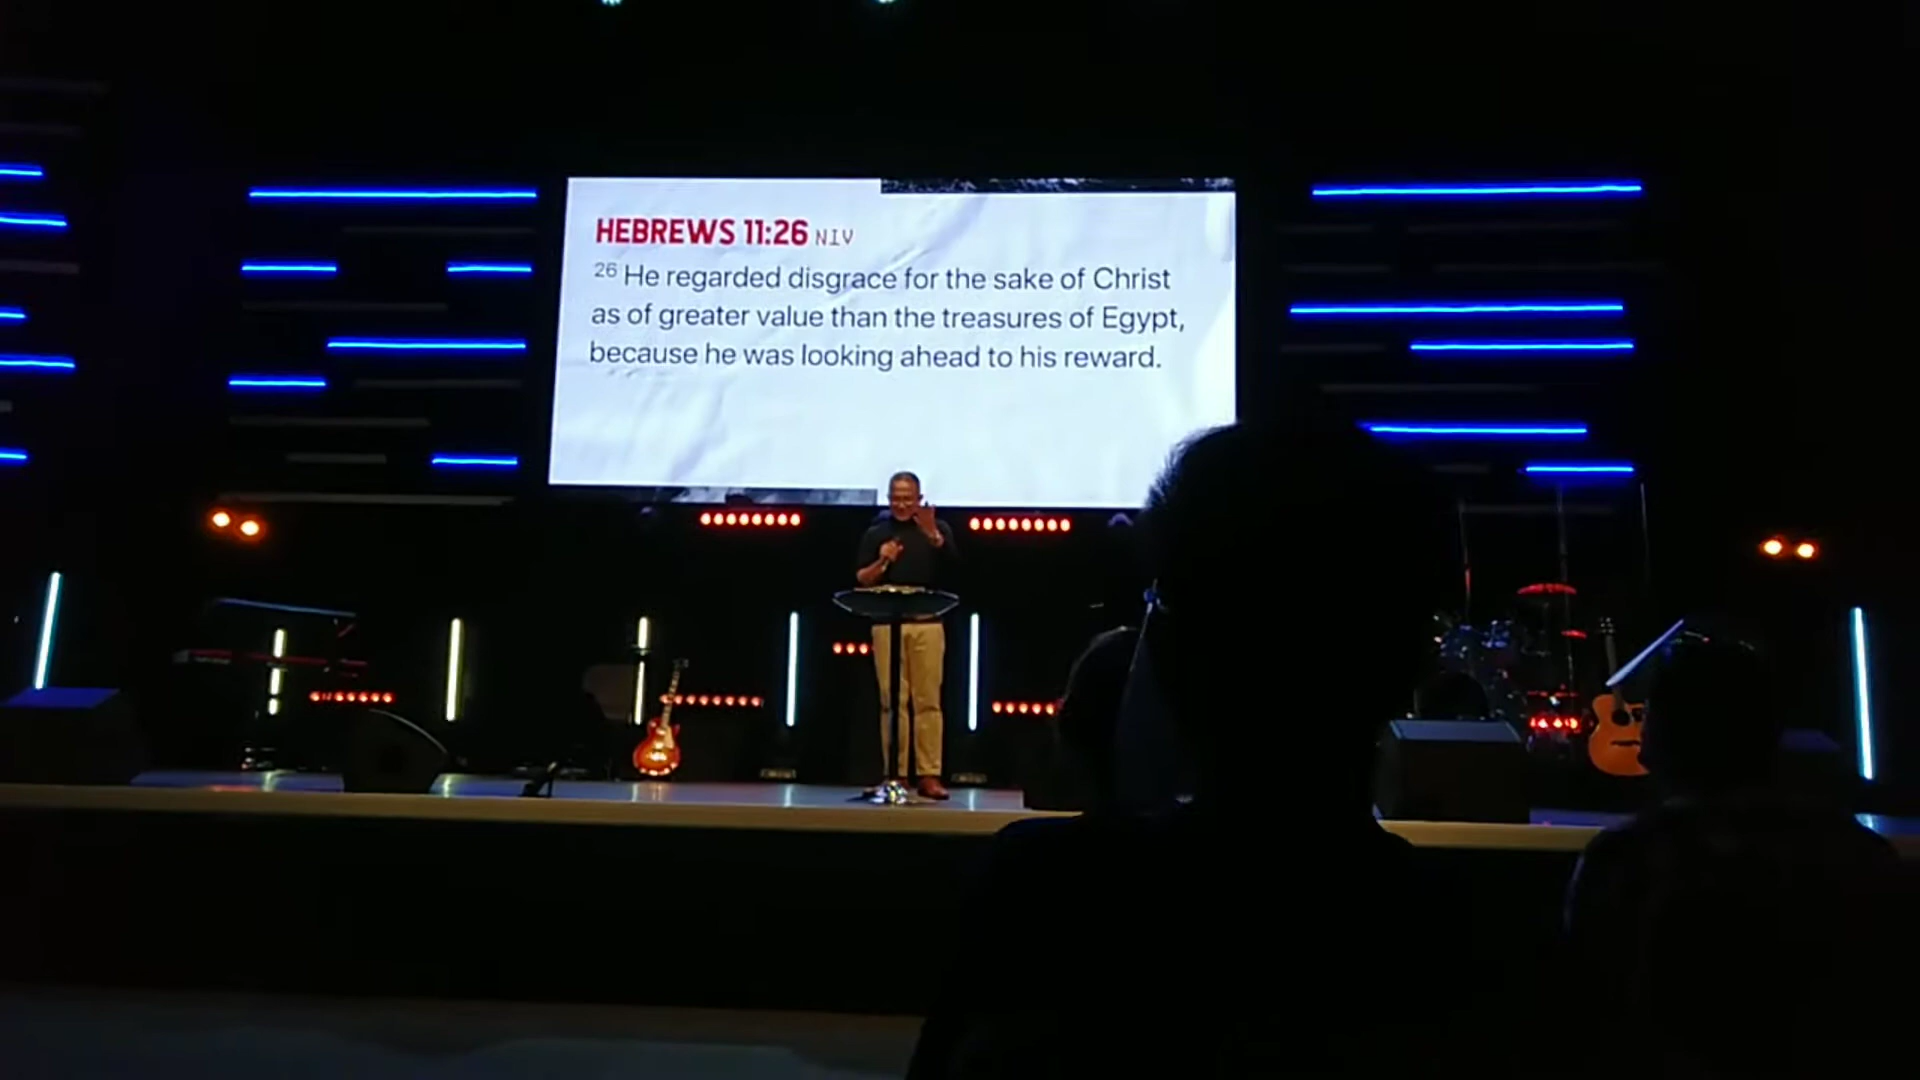 HEBREWS 11:26 NIV
26 He regarded disgrace for the sake of Christ
as of greater value than the treasures of Egypt,
because he was looking ahead to his reward.